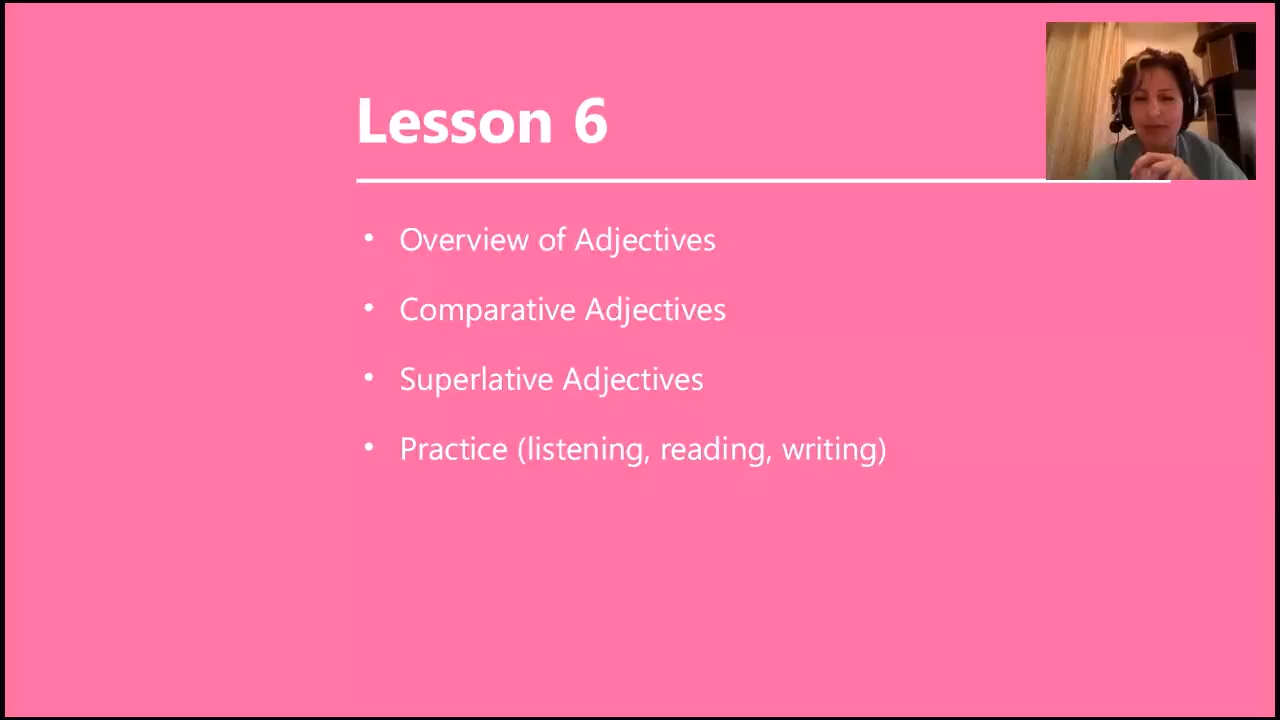 Lesson 6
• Overview of Adjectives
• Comparative Adjectives
• Superlative Adjectives
• Practice (listening, reading, writing)